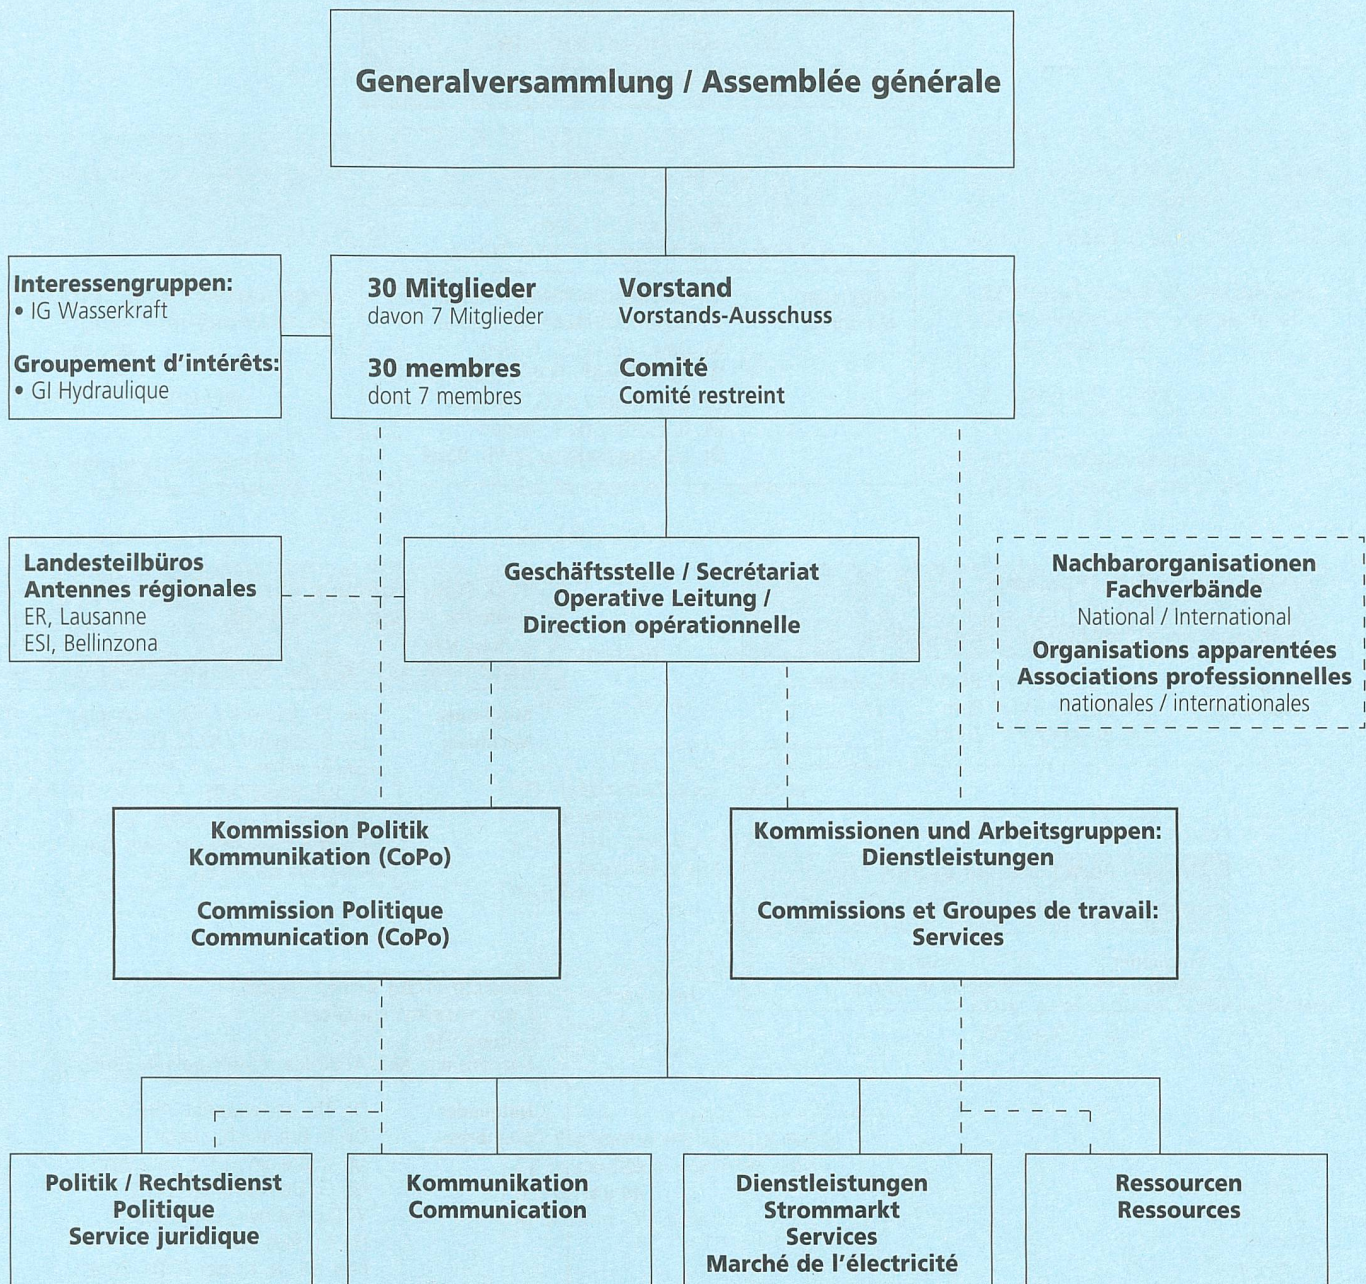 Generalversammlung / Assemblée générale
Interessengruppen:
• IG Wasserkraft
Groupement d'intérêts:
• GI Hydraulique
30 Mitglieder Vorstand
davon 7 Mitglieder Vorstands-Ausschuss
30 membres Comité
dont 7 membres Comité restreint
Landesteilbüros
Antennes régionales
ER, Lausanne
ESI, Bellinzona
Geschäftsstelle / Secrétariat
Operative Leitung /
Direction opérationnelle
Nachbarorganisationen
Fachverbände
National / International
Organisations apparentées
Associations professionnelles
nationales / internationales
Kommission Politik
Kommunikation (CoPo)
Commission Politique
Communication (CoPo)
Kommissionen und Arbeitsgruppen:
Dienstleistungen
Commissions et Groupes de travail:
Services
Politik / Rechtsdienst
Politique
Service juridique
Kommunikation
Communication
Dienstleistungen
Strommarkt
Services
Marché de l'électricité
Ressourcen
Ressources